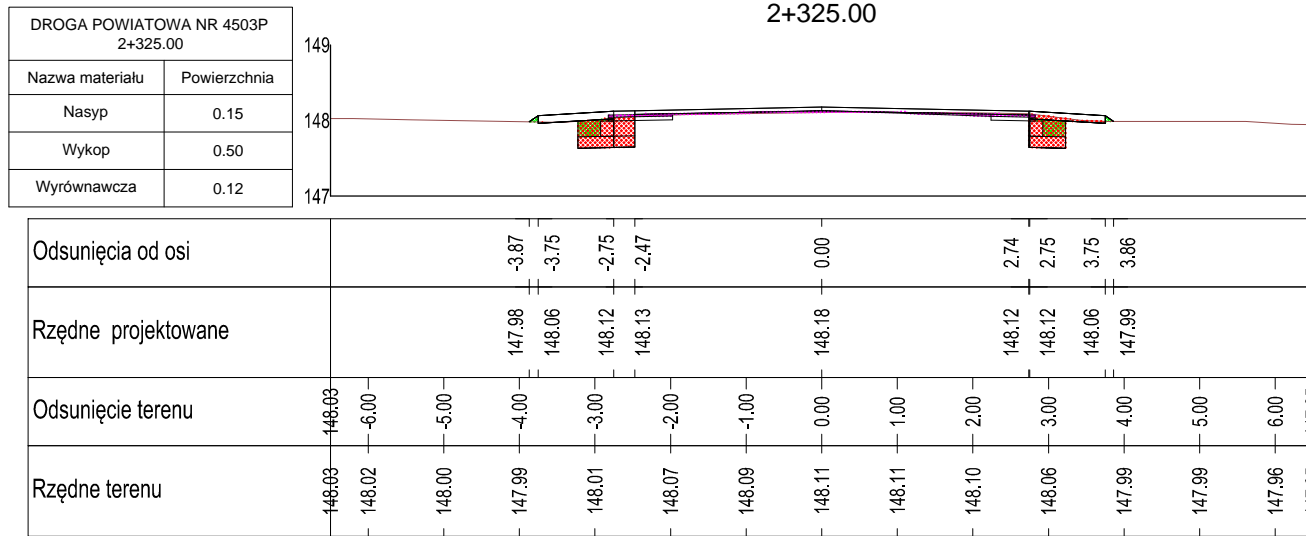 2+325.00
DROGA POWIATOWA NR 4503P
2+325.00
Nazwa materiału Powierzchnia
Nasyp 0.15
Wykop 0.50
Wyrównawcza 0.12
149
148
147
Odsunięcia od osi -3.87 -3.75 -2.75 -2.47 0.00 2.74 2.75 3.75 3.86
Rzędne projektowane 147.98 148.06 148.12 148.13 148.18 148.12 148.12 148.06 147.99
Odsunięcie terenu 148.03 -6.00 -5.00 -4.00 -3.00 -2.00 -1.00 0.00 1.00 2.00 3.00 4.00 5.00 6.00
Rzędne terenu 148.03 148.02 148.00 147.99 148.01 148.07 148.09 148.11 148.11 148.10 148.06 147.99 147.99 147.96